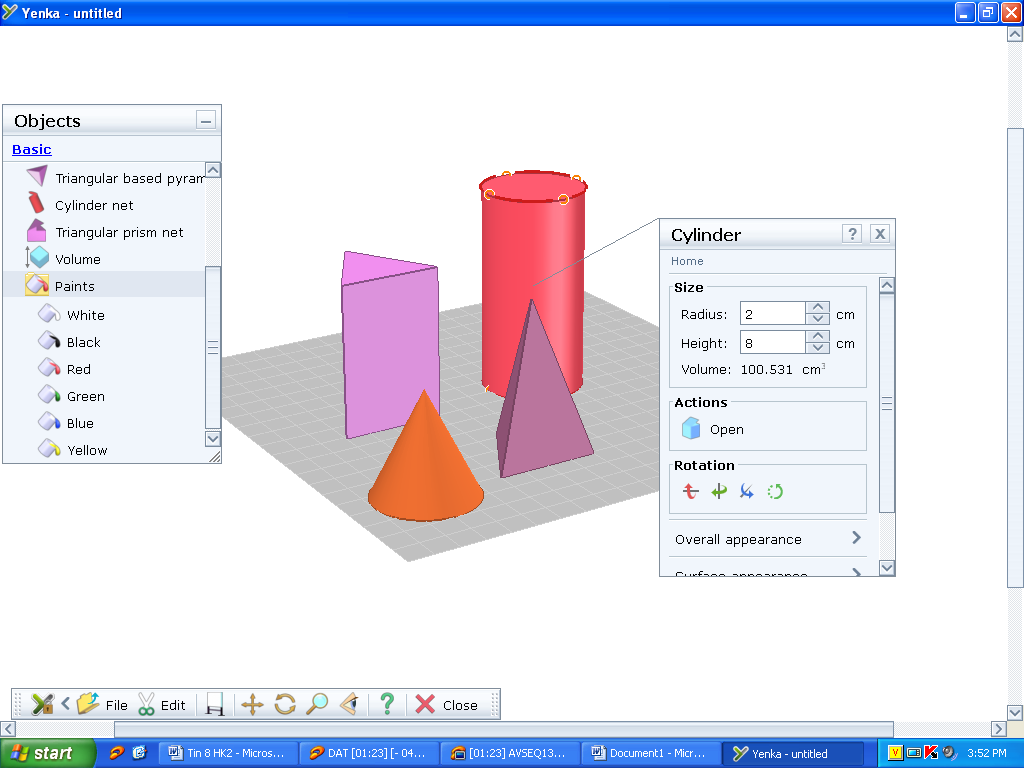 Yenka - untitled
Objects
Basic
Triangular based pyram
Cylinder net
Triangular prism net
Volume
Paints
White
Black
Red
Green
Blue
Yellow
Cylinder
?
Home
Size
Radius: 2 cm
Height: 8 cm
Volume: 100.531 cm³
Actions
Open
Rotation
Overall appearance
Surface appearance
File
Edit
?
Close
start
Tin 8 HK2 - Micros...
DAT [01:23] [- 04...
[01:23] AVSEQ13...
Document1 - Micr...
Yenka - untitled
V
K
3:52 PM